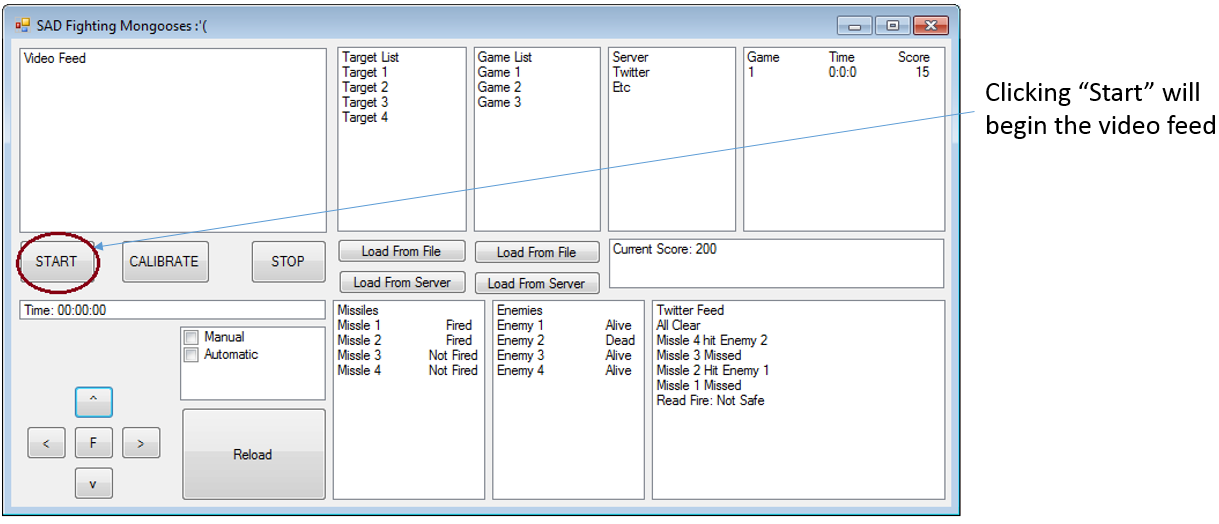 SAD Fighting Mongooses :'(
Video Feed
Target List
Target 1
Target 2
Target 3
Target 4
Game List
Game 1
Game 2
Game 3
Server
Twitter
Etc
Game Time Score
1 0:0:0 15
Clicking “Start” will
begin the video feed
START
CALIBRATE
STOP
Load From File
Load From Server
Load From File
Load From Server
Current Score: 200
Time: 00:00:00
Manual
Automatic
^
< F >
v
Reload
Missiles
Missle 1 Fired
Missle 2 Fired
Missle 3 Not Fired
Missle 4 Not Fired
Enemies
Enemy 1 Alive
Enemy 2 Dead
Enemy 3 Alive
Enemy 4 Alive
Twitter Feed
All Clear
Missle 4 hit Enemy 2
Missle 3 Missed
Missle 2 Hit Enemy 1
Missle 1 Missed
Read Fire: Not Safe